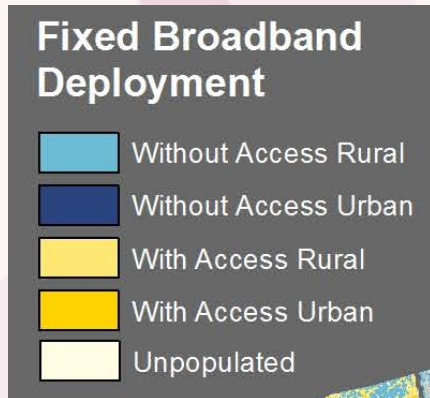 Fixed Broadband
Deployment
Without Access Rural
Without Access Urban
With Access Rural
With Access Urban
Unpopulated